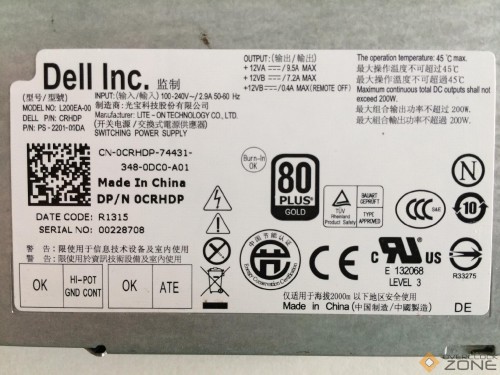 Dell Inc. 监制
(型号/型號)
MODEL NO: L200EA-00
DELL P/N: CRHDP
P/N: PS-2201-09DA
INPUT: (输入/輸入) 100-240V~/2.9A 50-60 Hz
制造商: 光宝科技股份有限公司
Manufacturer: LITE - ON TECHNOLOGY CO., LTD.
(开关电源 / 交換式電源供應器)
SWITCHING POWER SUPPLY
OUTPUT: (输出/輸出)
+ 12VA /9.5A MAX
+ 12VB /7.2A MAX
+ 12VB /0.4A MAX (REMOTE OFF)
The operation temperature: 45 ℃ max.
最大操作温度不可超过45℃
最大操作溫度不可超過45℃
Maximum continuous total DC outputs shall
not exceed 200W.
最大组合输出功率不可超过 200W.
最大組合輸出功率不可超過 200W.
CN-0CRHDP-74431-
348-0DC0-A01
Made In China
DP/N 0CRHDP
DATE CODE: R1315
SERIAL NO: 00228708
Burn-In
OK
80
PLUS
GOLD
TÜV
Rheinland
Product Safety
BAUART
GEPRÜFT
TYPE
APPROVED
CCC
N
10
警告: 限使用于信息技术设备及室内使用.
警告: 限使用於資訊技術設備及室內使用.
OK
HI-POT
GND CONT
OK
ATE
中国节能认证
China Energy Conservation Certification
c UL us
E 132068
LEVEL 3
R33275
仅适用于海拔2000m 以下地区安全使用
Made in China (中国制造/中國製造)
DE
OVERCLOCK
ZONE